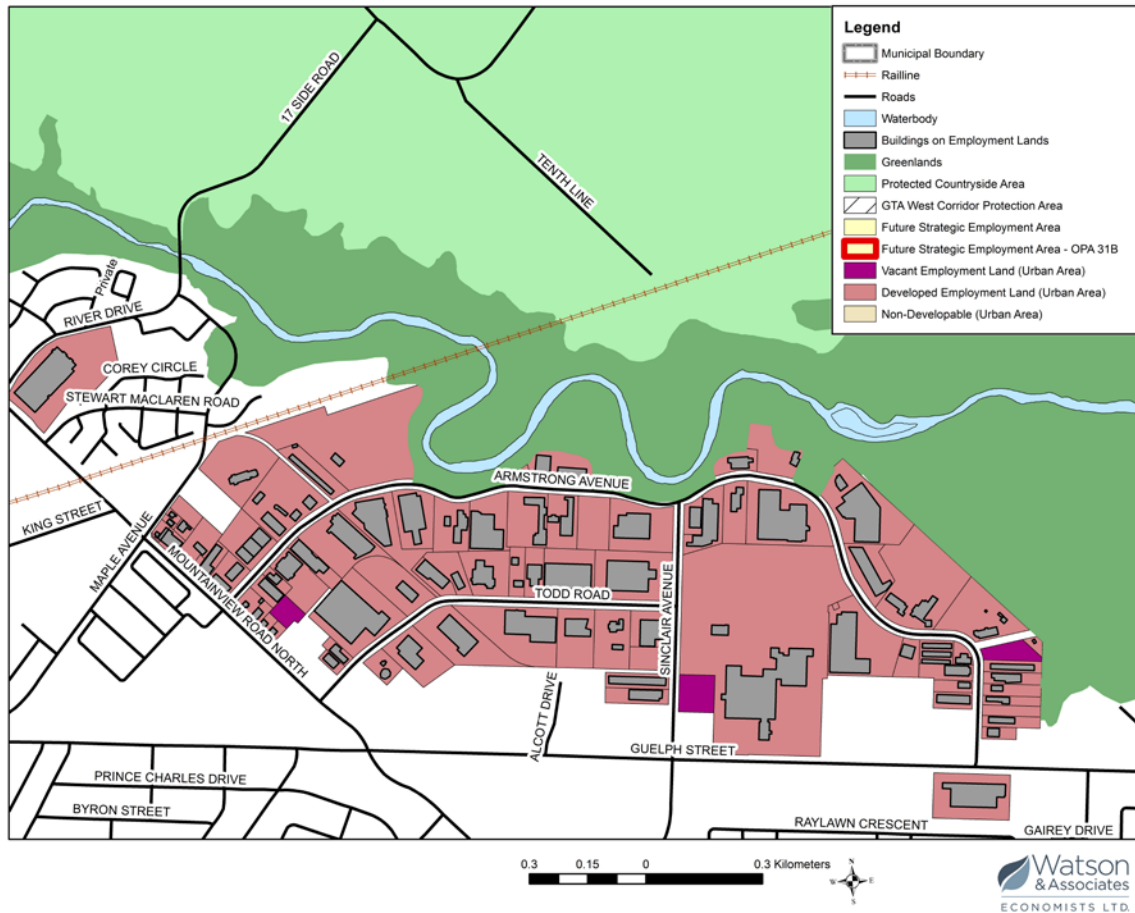 Legend
Municipal Boundary
Railline
Roads
Waterbody
Buildings on Employment Lands
Greenlands
Protected Countryside Area
GTA West Corridor Protection Area
Future Strategic Employment Area
Future Strategic Employment Area - OPA 31B
Vacant Employment Land (Urban Area)
Developed Employment Land (Urban Area)
Non-Developable (Urban Area)
17 SIDE ROAD
TENTH LINE
Private
RIVER DRIVE
COREY CIRCLE
STEWART MACLAREN ROAD
KING STREET
MAPLE AVENUE
MOUNTAINVIEW ROAD NORTH
ARMSTRONG AVENUE
TODD ROAD
SINCLAIR AVENUE
ALCOTT DRIVE
GUELPH STREET
PRINCE CHARLES DRIVE
BYRON STREET
RAYLAWN CRESCENT
GAIREY DRIVE
0.3 0.15 0 0.3 Kilometers
N
W E
S
Watson
& Associates
ECONOMISTS LTD.